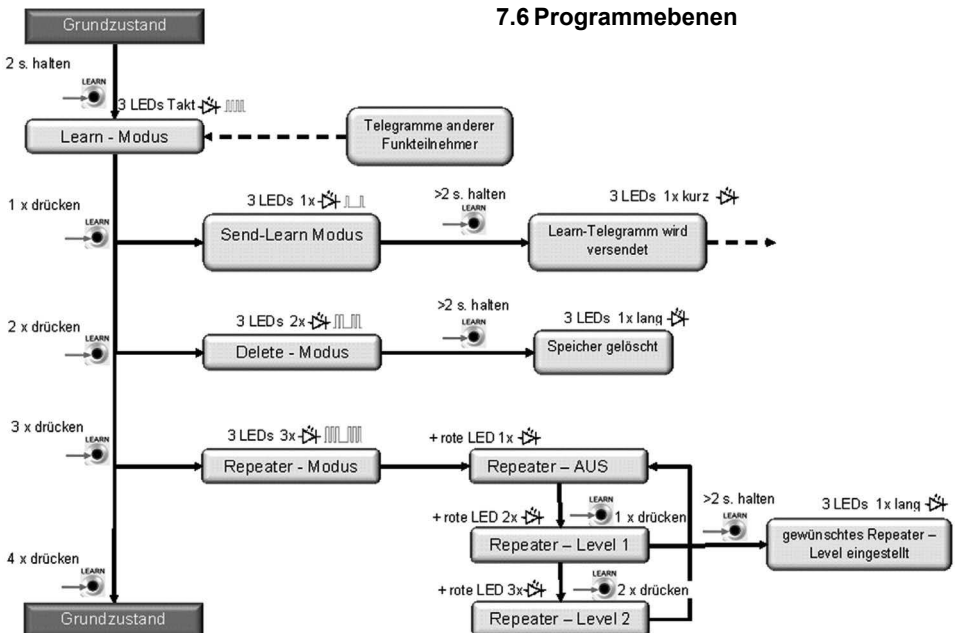 7.6 Programmebenen
Grundzustand
2 s. halten
LEARN
3 LEDs Takt
Learn - Modus
Telegramme anderer
Funkteilnehmer
1 x drücken
LEARN
3 LEDs 1x
Send-Learn Modus
>2 s. halten
LEARN
3 LEDs 1x kurz
Learn-Telegramm wird
versendet
2 x drücken
LEARN
3 LEDs 2x
Delete - Modus
>2 s. halten
LEARN
3 LEDs 1x lang
Speicher gelöscht
3 x drücken
LEARN
3 LEDs 3x
Repeater - Modus
+ rote LED 1x
Repeater – AUS
LEARN
1 x drücken
+ rote LED 2x
Repeater – Level 1
>2 s. halten
LEARN
3 LEDs 1x lang
gewünschtes Repeater –
Level eingestellt
LEARN
2 x drücken
+ rote LED 3x
Repeater – Level 2
4 x drücken
LEARN
Grundzustand